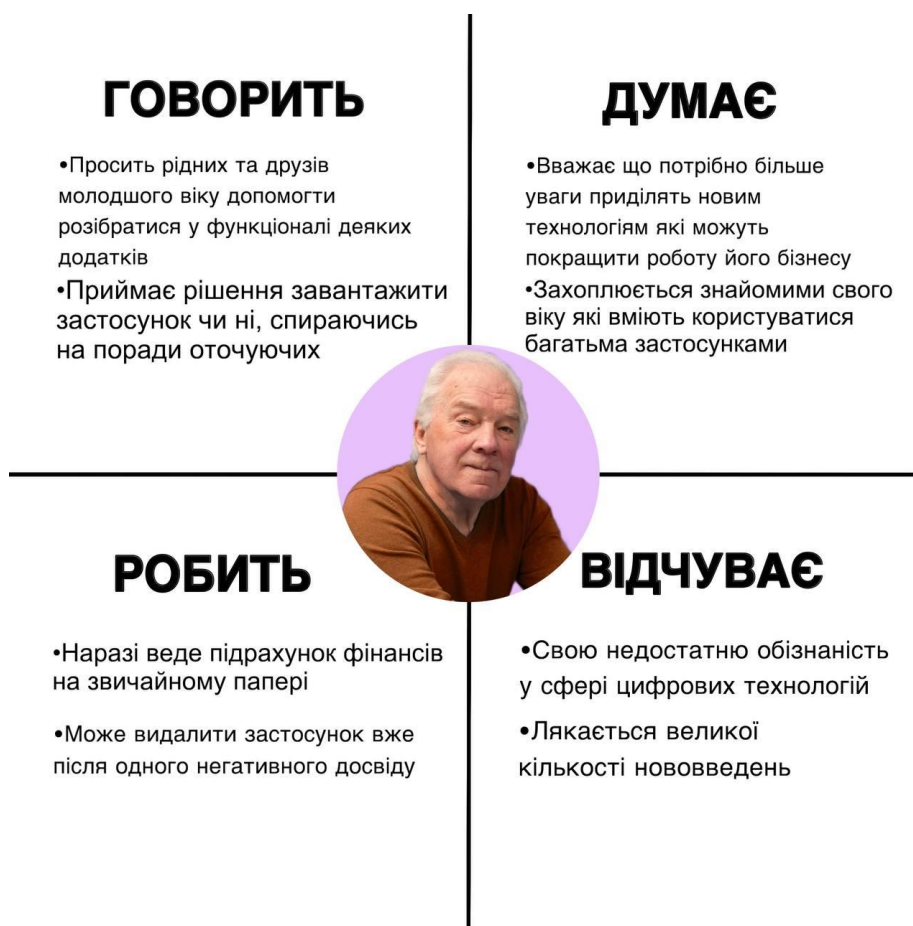 ГОВОРИТЬ
•Просить рідних та друзів
молодшого віку допомогти
розібратися у функціоналі деяких
додатків
•Приймає рішення завантажити
застосунок чи ні, спираючись
на поради оточуючих
ДУМАЄ
•Вважає що потрібно більше
уваги приділять новим
технологіям які можуть
покращити роботу його бізнесу
•Захоплюється знайомими свого
віку які вміють користуватися
багатьма застосунками
РОБИТЬ
•Наразі веде підрахунок фінансів
на звичайному папері
•Може видалити застосунок вже
після одного негативного досвіду
ВІДЧУВАЄ
•Свою недостатню обізнаність
у сфері цифрових технологій
•Лякається великої
кількості нововведень